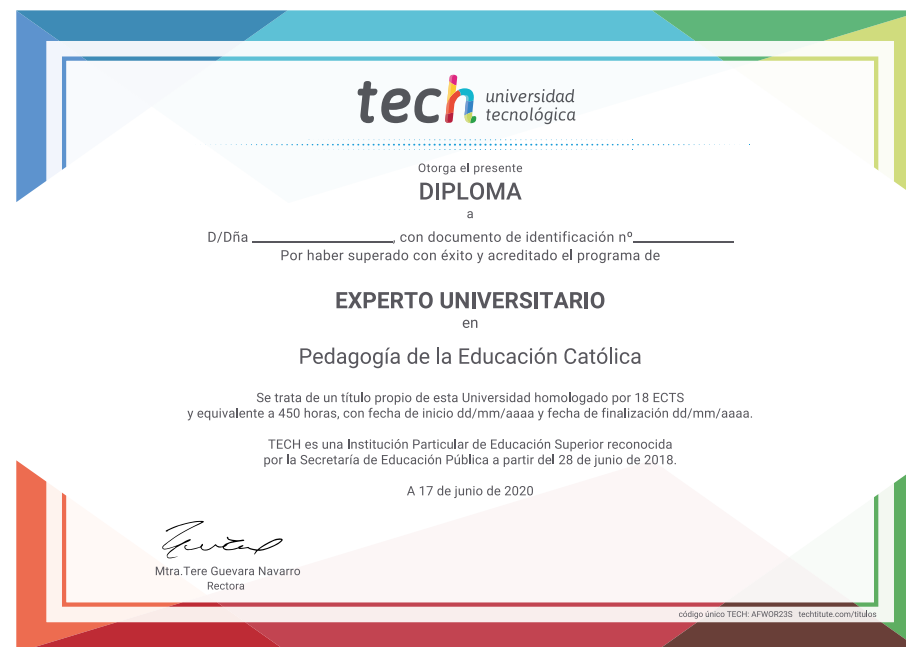 tech universidad
tecnológica
Otorga el presente
DIPLOMA
a
D/Dña ____________________, con documento de identificación nº______________
Por haber superado con éxito y acreditado el programa de
EXPERTO UNIVERSITARIO
en
Pedagogía de la Educación Católica
Se trata de un título propio de esta Universidad homologado por 18 ECTS
y equivalente a 450 horas, con fecha de inicio dd/mm/aaaa y fecha de finalización dd/mm/aaaa.
TECH es una Institución Particular de Educación Superior reconocida
por la Secretaría de Educación Pública a partir del 28 de junio de 2018.
A 17 de junio de 2020
Mtra.Tere Guevara Navarro
Rectora
código único TECH: AFWOR23S techtitute.com/titulos